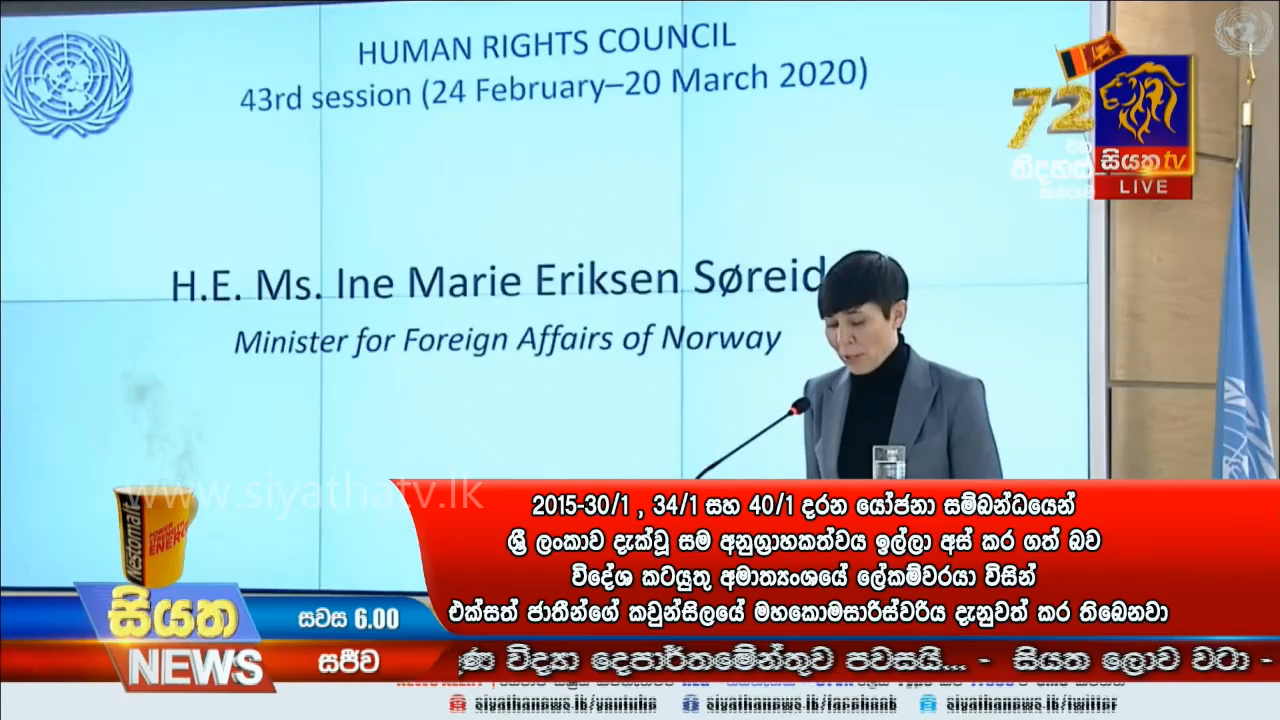 HUMAN RIGHTS COUNCIL
43rd session (24 February–20 March 2020)
72
සියත tv
LIVE
H.E. Ms. Ine Marie Eriksen Søreid
Minister for Foreign Affairs of Norway
www.siyathatv.lk
Nestomalt
ENERGY
2015-30/1 , 34/1 සහ 40/1 දරන යෝජනා සම්බන්ධයෙන්
ශ්‍රී ලංකාව දැක්වූ සම අනුග්‍රාහකත්වය ඉල්ලා අස් කර ගත් බව
විදේශ කටයුතු අමාත්‍යංශයේ ලේකම්වරයා විසින්
එක්සත් ජාතීන්ගේ කවුන්සිලයේ මහකොමසාරිස්වරිය දැනුවත් කර තිබෙනවා
සියත
NEWS
සවස 6.00
සජීව
විද්‍යා දෙපාර්තමේන්තුව පවසයි... - සියත ලොව වටා -
siyathanews.lk/youtube
siyathanews.lk/facebook
siyathanews.lk/twitter